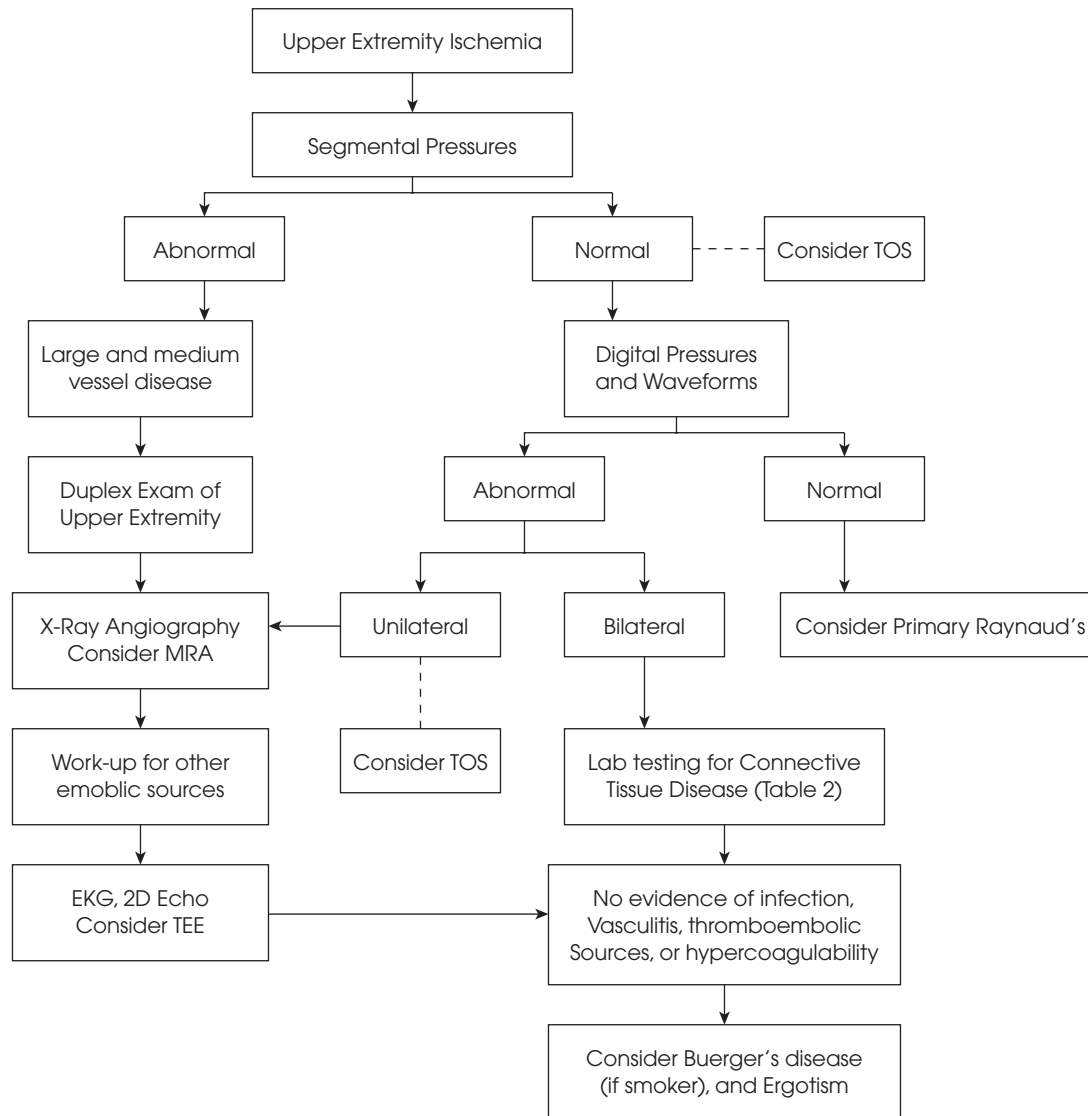 Upper Extremity Ischemia
Segmental Pressures
Abnormal
Normal
Consider TOS
Large and medium
vessel disease
Digital Pressures
and Waveforms
Duplex Exam of
Upper Extremity
Abnormal
Normal
X-Ray Angiography
Consider MRA
Unilateral
Bilateral
Consider Primary Raynaud's
Work-up for other
emoblic sources
Consider TOS
Lab testing for Connective
Tissue Disease (Table 2)
EKG, 2D Echo
Consider TEE
No evidence of infection,
Vasculitis, thromboembolic
Sources, or hypercoagulability
Consider Buerger's disease
(if smoker), and Ergotism